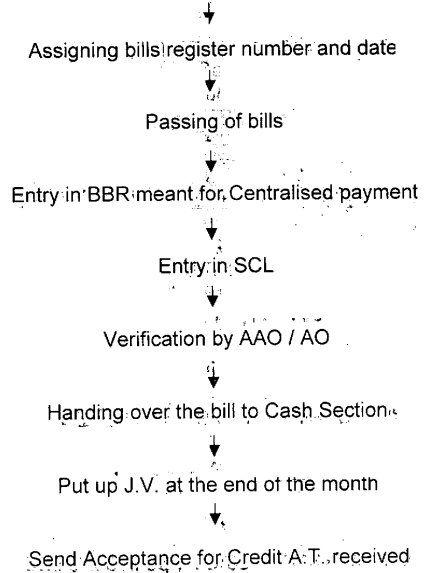 Assigning bills register number and date
Passing of bills
Entry in BBR meant for Centralised payment
Entry in SCL
Verification by AAO / AO
Handing over the bill to Cash Section
Put up J.V. at the end of the month
Send Acceptance for Credit A.T. received